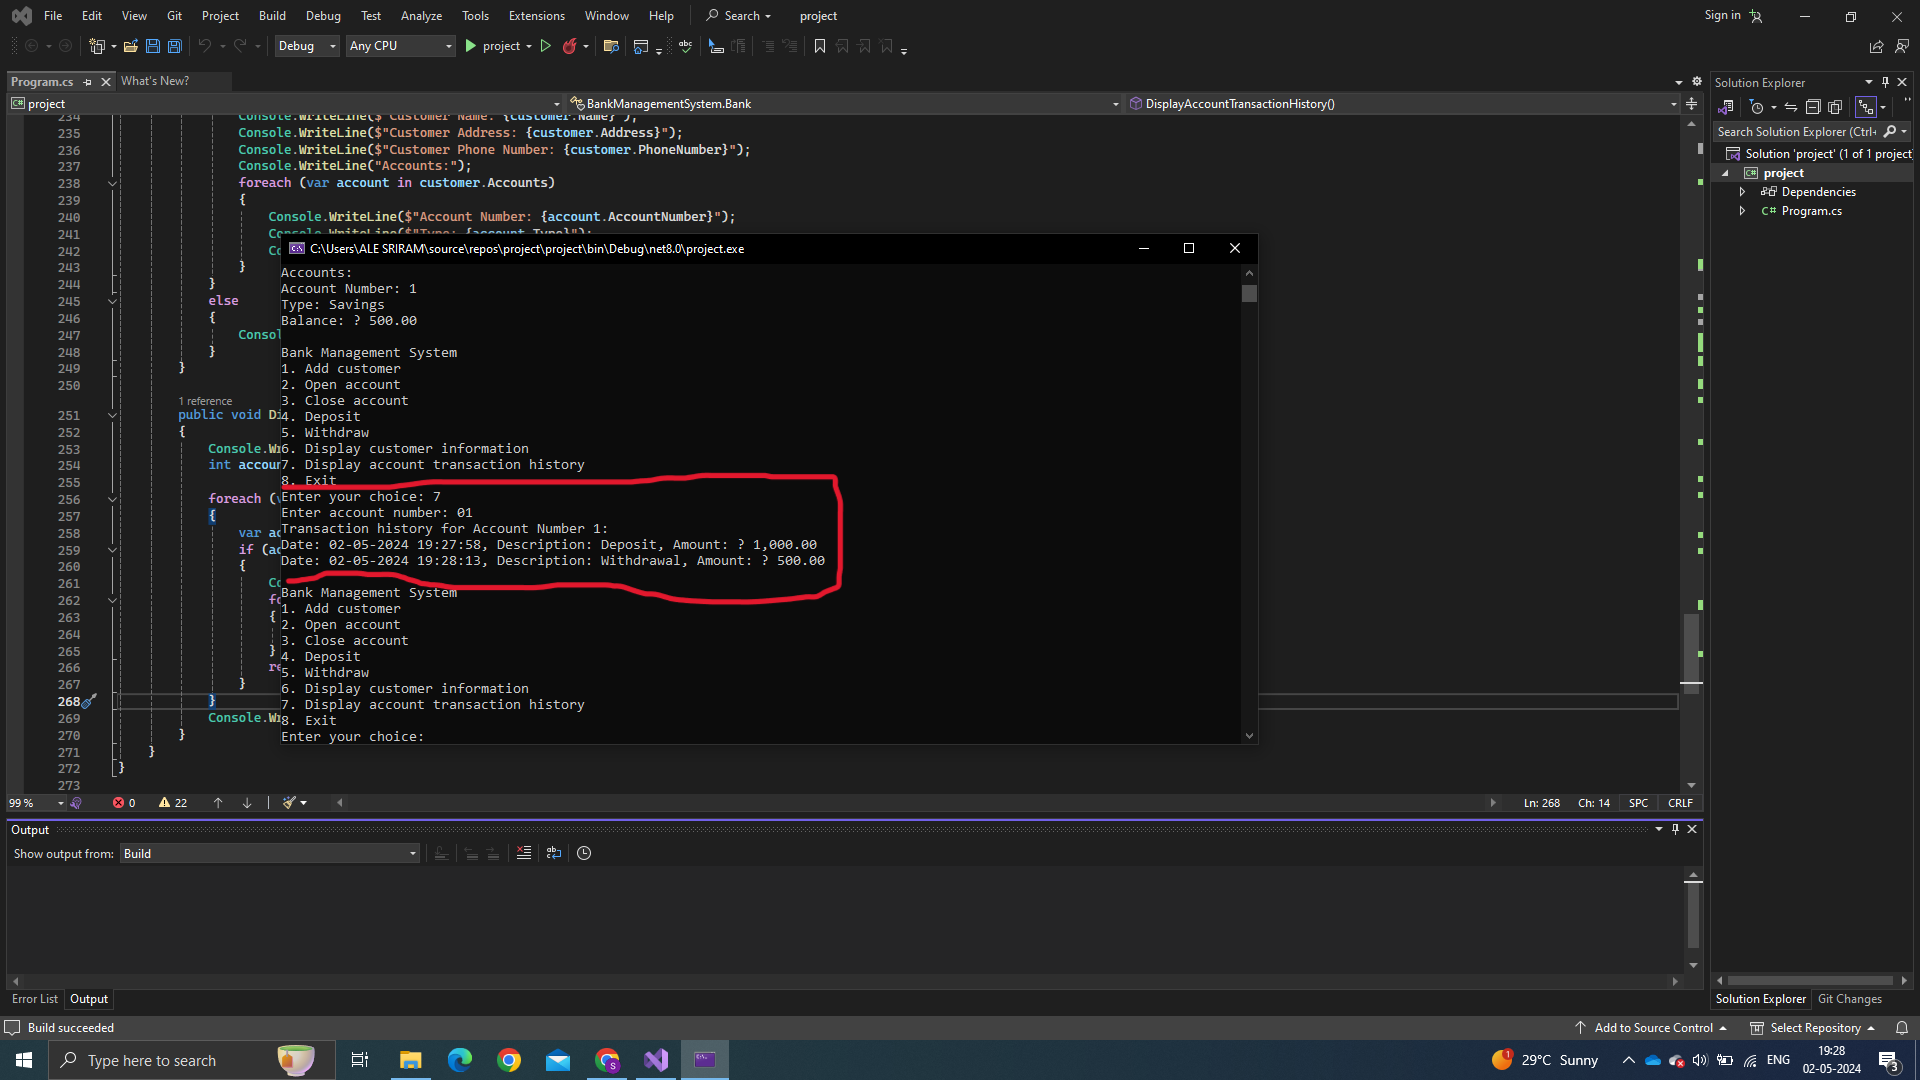 File Edit View Git Project Build Debug Test Analyze Tools Extensions Window Help Search project Sign in
Debug Any CPU project
Program.cs What's New?
project BankManagementSystem.Bank DisplayAccountTransactionHistory()
234 Console.WriteLine($"Customer Name: {customer.Name}");
235 Console.WriteLine($"Customer Address: {customer.Address}");
236 Console.WriteLine($"Customer Phone Number: {customer.PhoneNumber}");
237 Console.WriteLine("Accounts:");
238 foreach (var account in customer.Accounts)
239 {
240 Console.WriteLine($"Account Number: {account.AccountNumber}");
241 Console.WriteLine($"Type: {account.Type}");
242 Co
243 }
244 }
245 else
246 {
247 Consol
248 }
249 }
250
1 reference
251 public void Di
252 {
253 Console.Wr
254 int accoun
255
256 foreach (v
257 {
258 var ac
259 if (ac
260 {
261 Co
262 fo
263 {
264
265 }
266 re
267 }
268 }
269 Console.Wr
270 }
271 }
272 }
273
C:\Users\ALE SRIRAM\source\repos\project\project\bin\Debug\net8.0\project.exe
Accounts:
Account Number: 1
Type: Savings
Balance: ? 500.00
Bank Management System
1. Add customer
2. Open account
3. Close account
4. Deposit
5. Withdraw
6. Display customer information
7. Display account transaction history
8. Exit
Enter your choice: 7
Enter account number: 01
Transaction history for Account Number 1:
Date: 02-05-2024 19:27:58, Description: Deposit, Amount: ? 1,000.00
Date: 02-05-2024 19:28:13, Description: Withdrawal, Amount: ? 500.00
Bank Management System
1. Add customer
2. Open account
3. Close account
4. Deposit
5. Withdraw
6. Display customer information
7. Display account transaction history
8. Exit
Enter your choice:
99 % 0 22 Ln: 268 Ch: 14 SPC CRLF
Output
Show output from: Build
Error List Output
Solution Explorer
Search Solution Explorer (Ctrl+
Solution 'project' (1 of 1 project
project
Dependencies
C# Program.cs
Solution Explorer Git Changes
Build succeeded Add to Source Control Select Repository
Type here to search 29°C Sunny ENG 19:28
02-05-2024
3